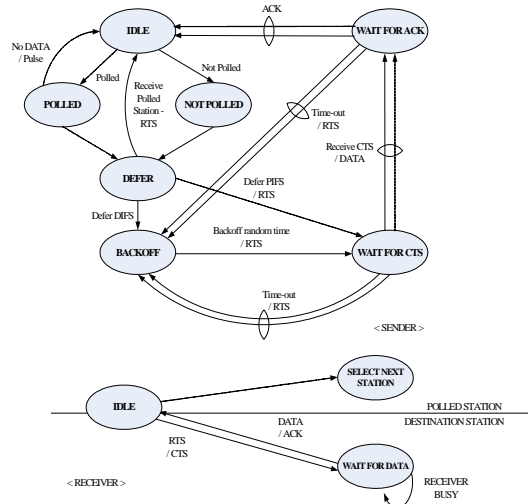 ACK
IDLE
WAIT FOR ACK
No DATA
/ Pulse
Polled
Not Polled
Receive
Polled
Station -
RTS
POLLED
NOT POLLED
Time-out
/ RTS
Receive CTS
/ DATA
DEFER
Defer PIFS
/ RTS
Defer DIFS
BACKOFF
Backoff random time
/ RTS
WAIT FOR CTS
Time-out
/ RTS
< SENDER >
SELECT NEXT
STATION
IDLE
POLLED STATION
DESTINATION STATION
DATA
/ ACK
RTS
/ CTS
WAIT FOR DATA
< RECEIVER >
RECEIVER
BUSY